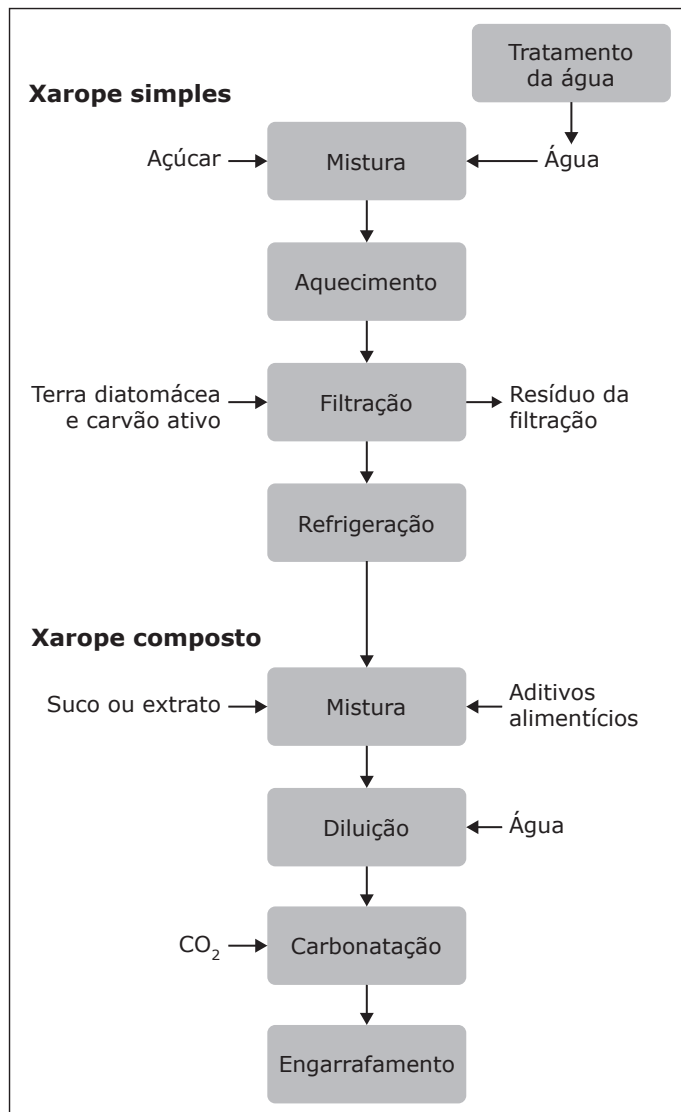 Tratamento
da água
Xarope simples
Açúcar
Mistura
Água
Aquecimento
Terra diatomácea
e carvão ativo
Filtração
Resíduo da
filtração
Refrigeração
Xarope composto
Suco ou extrato
Mistura
Aditivos
alimentícios
Diluição
Água
CO₂
Carbonatação
Engarrafamento